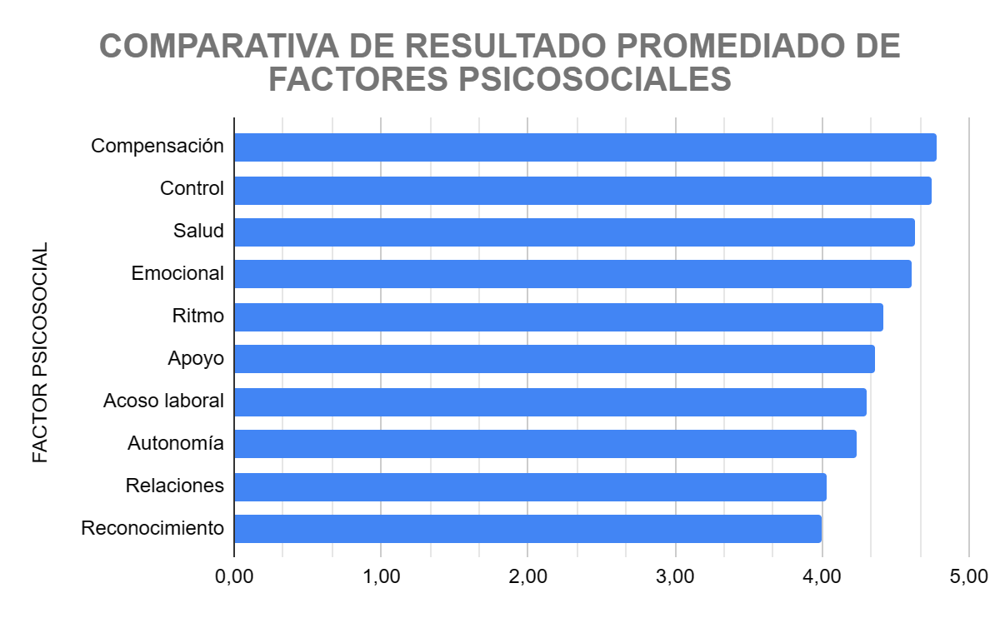 COMPARATIVA DE RESULTADO PROMEDIADO DE
FACTORES PSICOSOCIALES
FACTOR PSICOSOCIAL
Compensación
Control
Salud
Emocional
Ritmo
Apoyo
Acoso laboral
Autonomía
Relaciones
Reconocimiento
0,00 1,00 2,00 3,00 4,00 5,00